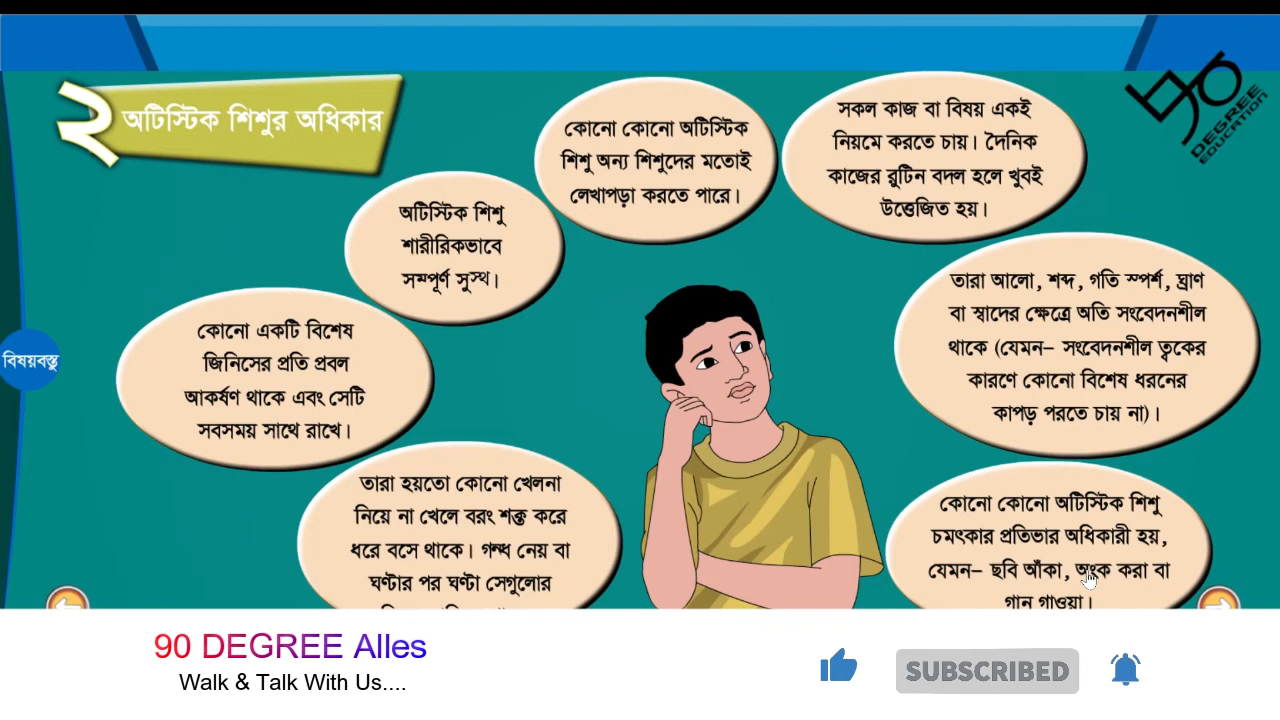 ২ অটিস্টিক শিশুর অধিকার
কোনো কোনো অটিস্টিক
শিশু অন্য শিশুদের মতোই
লেখাপড়া করতে পারে।
সকল কাজ বা বিষয় একই
নিয়মে করতে চায়। দৈনিক
কাজের রুটিন বদল হলে খুবই
উত্তেজিত হয়।
৯০
DEGREE
EDUCATION
অটিস্টিক শিশু
শারীরিকভাবে
সম্পূর্ণ সুস্থ।
তারা আলো, শব্দ, গতি স্পর্শ, ঘ্রাণ
বা স্বাদের ক্ষেত্রে অতি সংবেদনশীল
থাকে (যেমন– সংবেদনশীল ত্বকের
কারণে কোনো বিশেষ ধরনের
কাপড় পরতে চায় না)।
কোনো একটি বিশেষ
জিনিসের প্রতি প্রবল
আকর্ষণ থাকে এবং সেটি
সবসময় সাথে রাখে।
বিষয়বস্তু
তারা হয়তো কোনো খেলনা
নিয়ে না খেলে বরং শক্ত করে
ধরে বসে থাকে। গন্ধ নেয় বা
ঘণ্টার পর ঘণ্টা সেগুলোর
কোনো কোনো অটিস্টিক শিশু
চমৎকার প্রতিভার অধিকারী হয়,
যেমন– ছবি আঁকা, অংক করা বা
গান গাওয়া।
90 DEGREE Alles
Walk & Talk With Us....
SUBSCRIBED